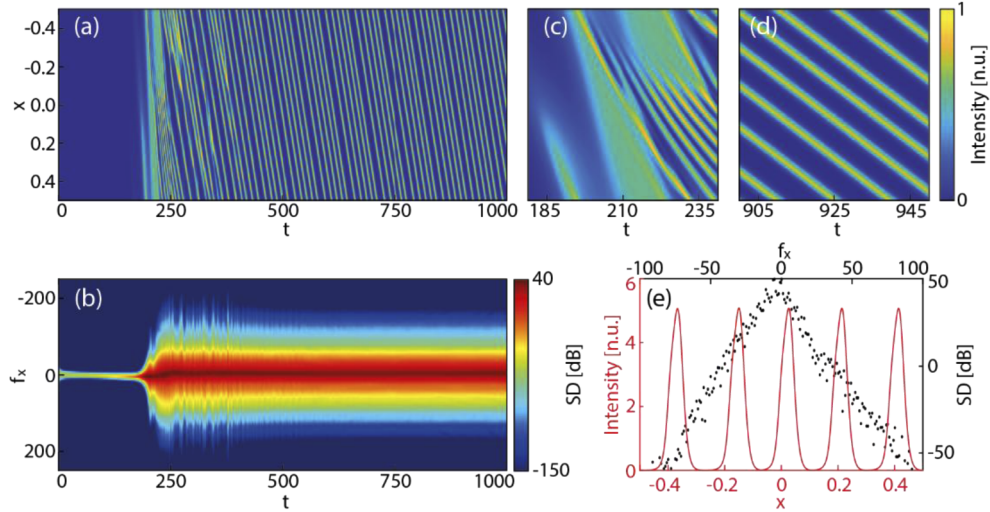 (a)
-0.4
-0.2
0.0
0.2
0.4
x
0 250 500 750 1000
t
(c)
185 210 235
t
(d)
905 925 945
t
1
0
Intensity [n.u.]
(b)
-200
0
200
fx
0 250 500 750 1000
t
40
-150
fx
-100 -50 0 50 100
(e)
6
4
2
0
Intensity [n.u.]
SD [dB]
50
0
-50
SD [dB]
-0.4 -0.2 0 0.2 0.4
x